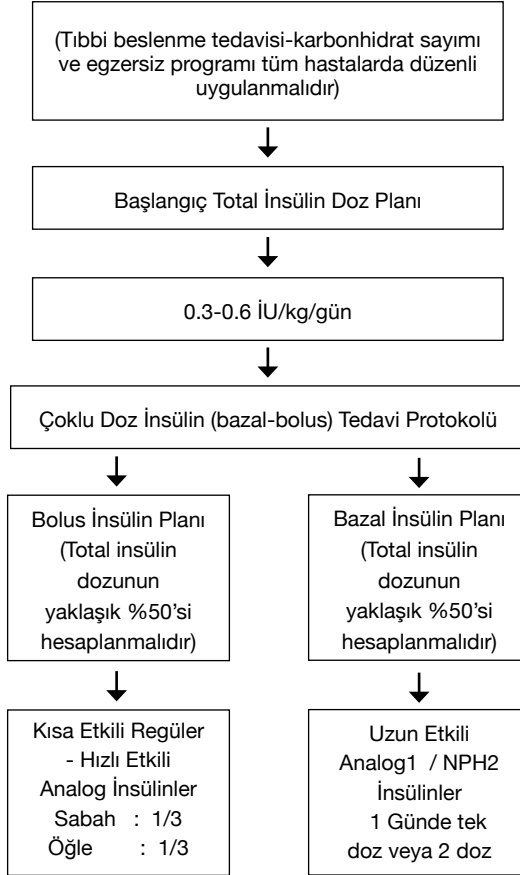 (Tıbbi beslenme tedavisi-karbonhidrat sayımı
ve egzersiz programı tüm hastalarda düzenli
uygulanmalıdır)
Başlangıç Total İnsülin Doz Planı
0.3-0.6 İU/kg/gün
Çoklu Doz İnsülin (bazal-bolus) Tedavi Protokolü
Bolus İnsülin Planı
(Total insülin
dozunun
yaklaşık %50’si
hesaplanmalıdır)
Bazal İnsülin Planı
(Total insülin
dozunun
yaklaşık %50’si
hesaplanmalıdır)
Kısa Etkili Regüler
- Hızlı Etkili
Analog İnsülinler
Sabah : 1/3
Öğle : 1/3
Uzun Etkili
Analog1 / NPH2
İnsülinler
1 Günde tek
doz veya 2 doz